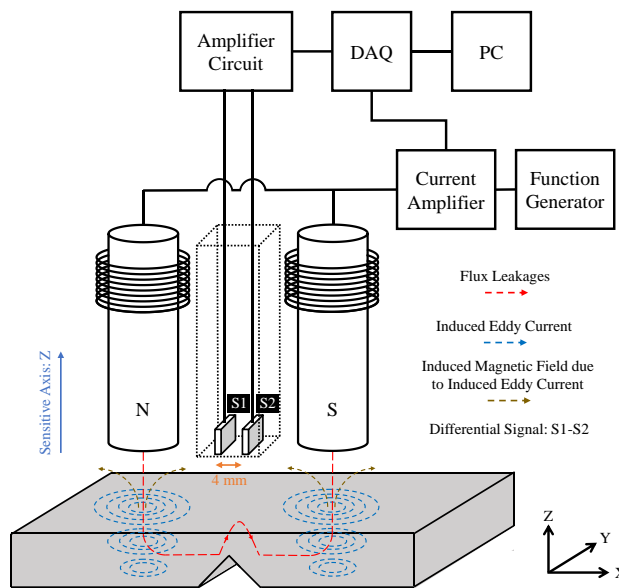 Amplifier
Circuit
DAQ
PC
Current
Amplifier
Function
Generator
Flux Leakages
Induced Eddy Current
Induced Magnetic Field due
to Induced Eddy Current
Differential Signal: S1-S2
Sensitive Axis: Z
N
S1
S2
S
4 mm
Z
Y
X